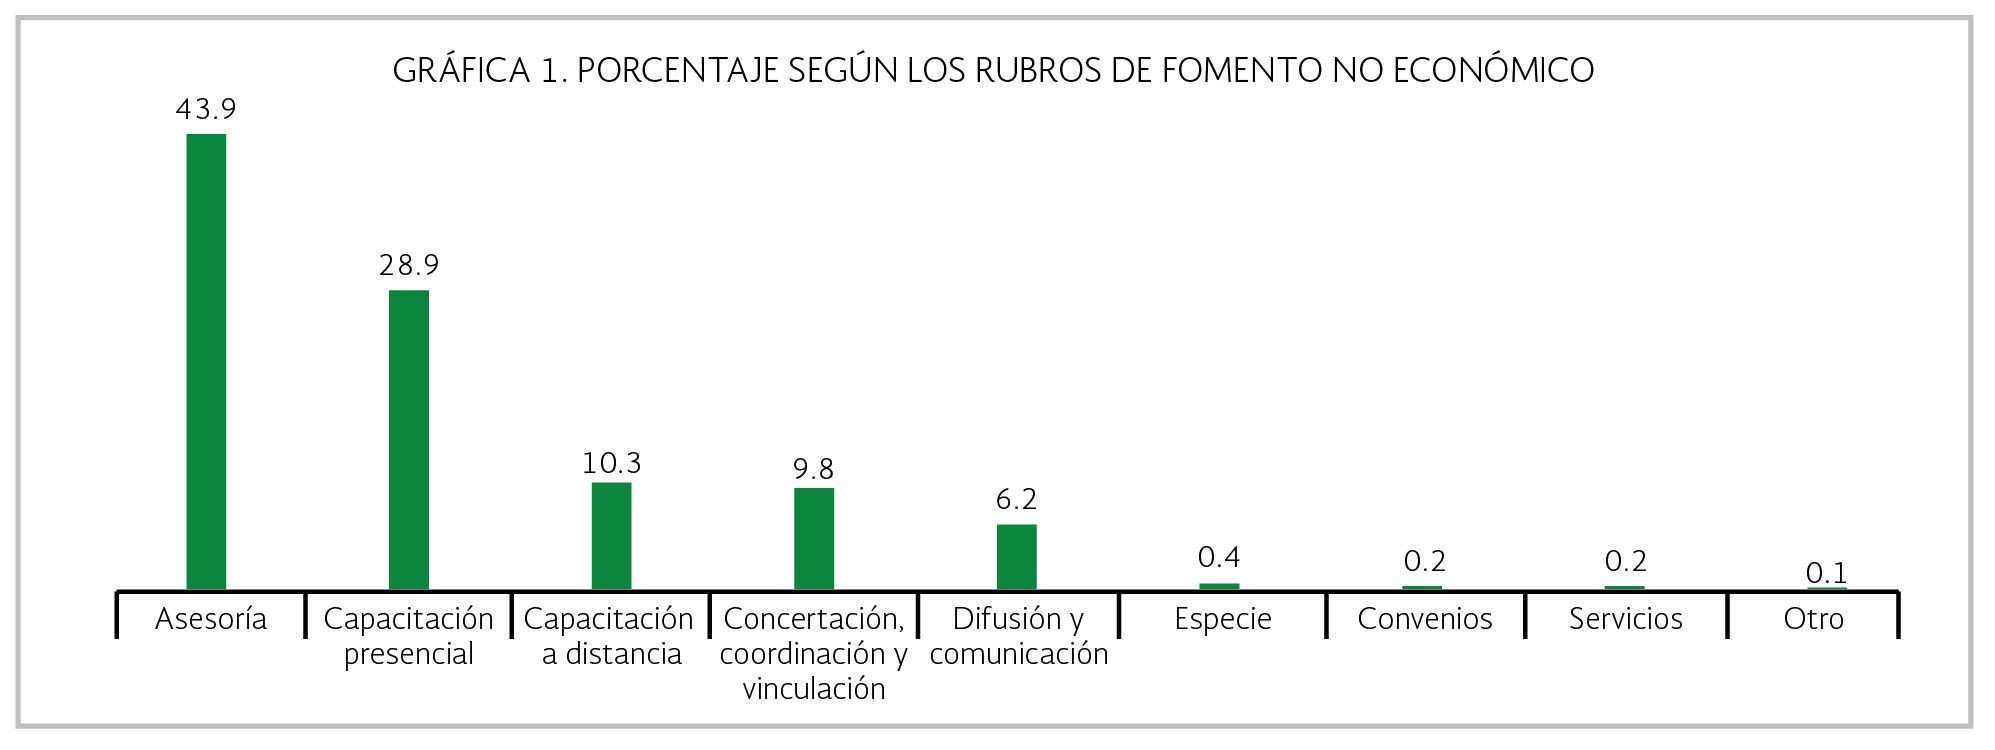 GRÁFICA 1. PORCENTAJE SEGÚN LOS RUBROS DE FOMENTO NO ECONÓMICO
43.9
28.9
10.3
9.8
6.2
0.4
0.2
0.2
0.1
Asesoría
Capacitación
presencial
Capacitación
a distancia
Concertación,
coordinación y
vinculación
Difusión y
comunicación
Especie
Convenios
Servicios
Otro